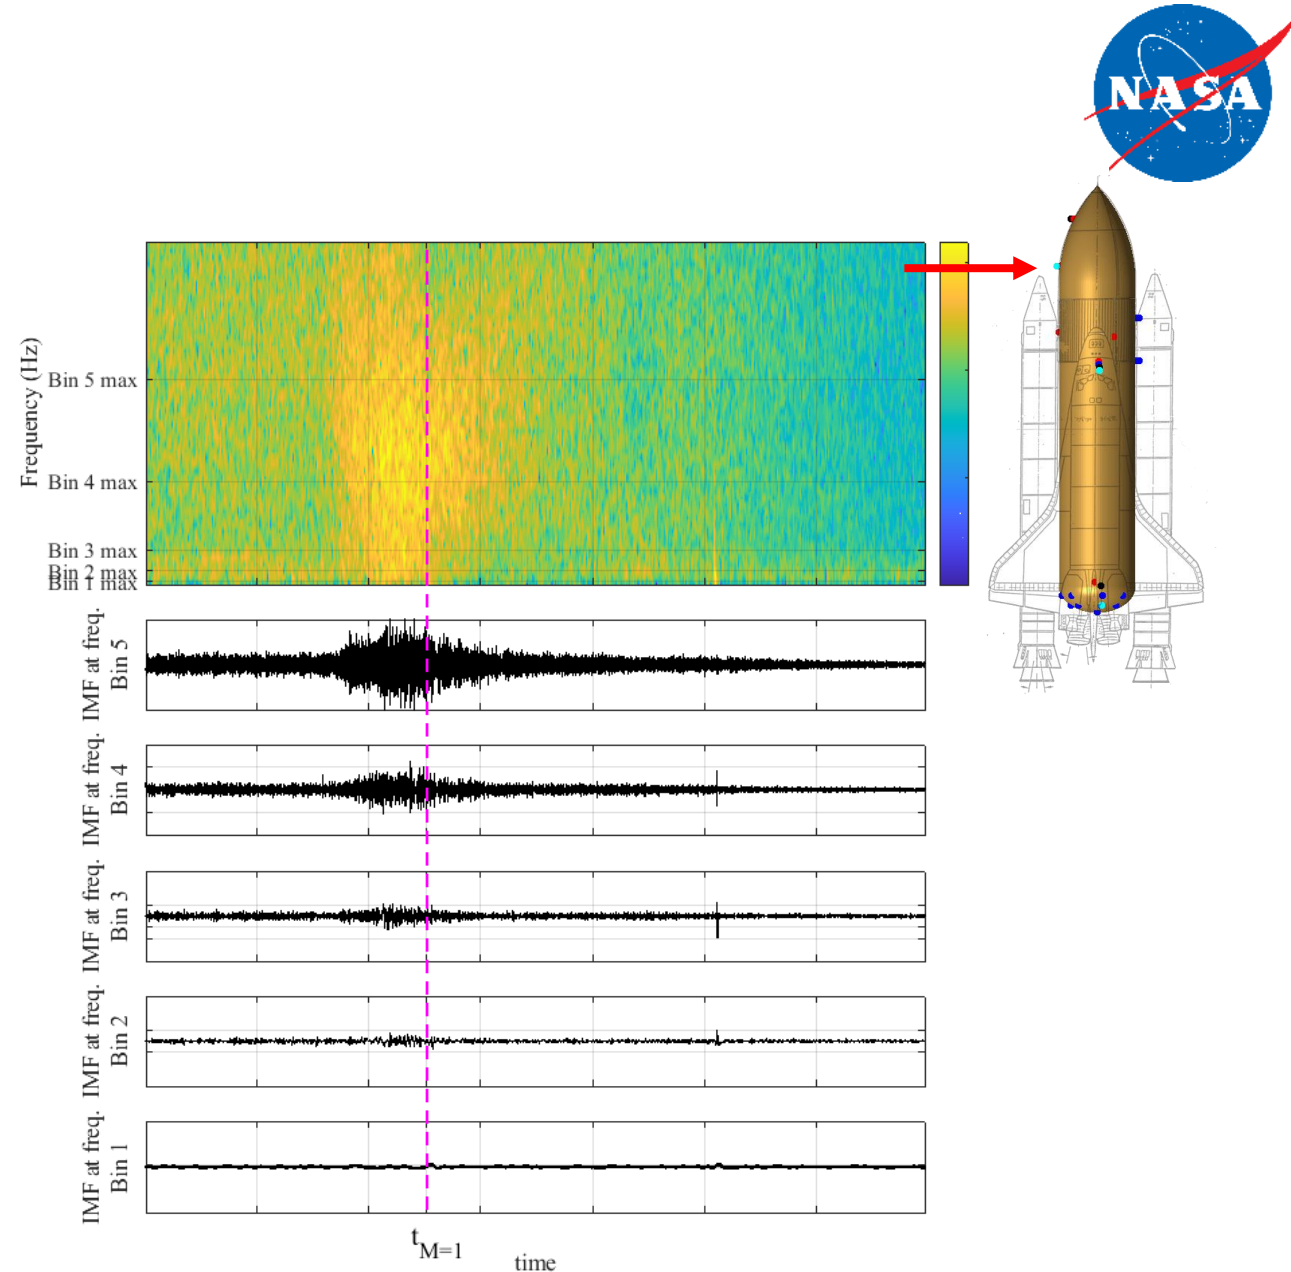 NASA
Frequency (Hz)
Bin 5 max
Bin 4 max
Bin 3 max
Bin 2 max
Bin 1 max
IMF at freq.
Bin 5
IMF at freq.
Bin 4
IMF at freq.
Bin 3
IMF at freq.
Bin 2
IMF at freq.
Bin 1
t_M=1
time